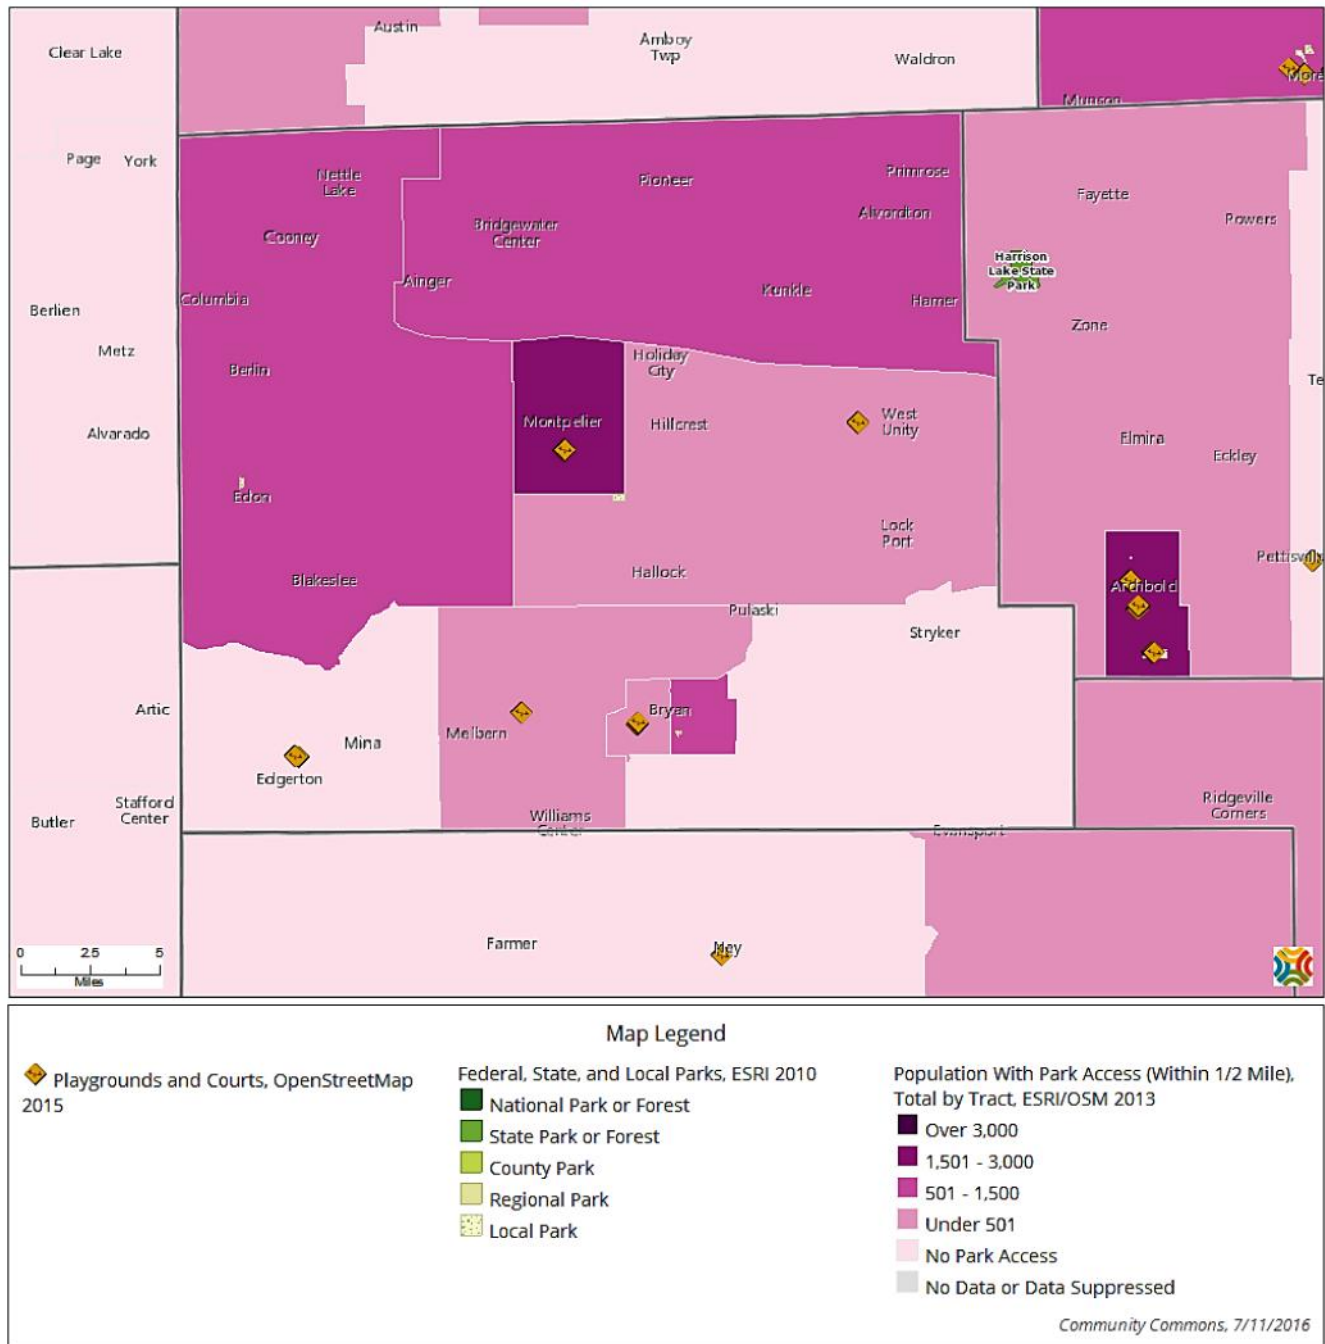 Clear Lake
Austin
Amboy
Twp
Waldron
Munson
Page
York
Nettle
Lake
Pioneer
Primrose
Fayette
Alvordton
Powers
Cooney
Bridgewater
Center
Harrison
Lake State
Park
Ainger
Kunkle
Hamer
Columbia
Berlien
Zone
Metz
Holiday
City
Berlin
Te
Montpelier
Hillcrest
West
Unity
Alvarado
Elmira
Eckley
Edon
Lock
Port
Pettisville
Blakeslee
Hallock
Archbold
Pulaski
Stryker
Artic
Bryan
Melbern
Mina
Edgerton
Stafford
Center
Butler
Williams
Center
Evansport
Ridgeville
Corners
Farmer
Ney
0 2.5 5
Miles
Map Legend
Playgrounds and Courts, OpenStreetMap
2015
Federal, State, and Local Parks, ESRI 2010
National Park or Forest
State Park or Forest
County Park
Regional Park
Local Park
Population With Park Access (Within 1/2 Mile),
Total by Tract, ESRI/OSM 2013
Over 3,000
1,501 - 3,000
501 - 1,500
Under 501
No Park Access
No Data or Data Suppressed
Community Commons, 7/11/2016